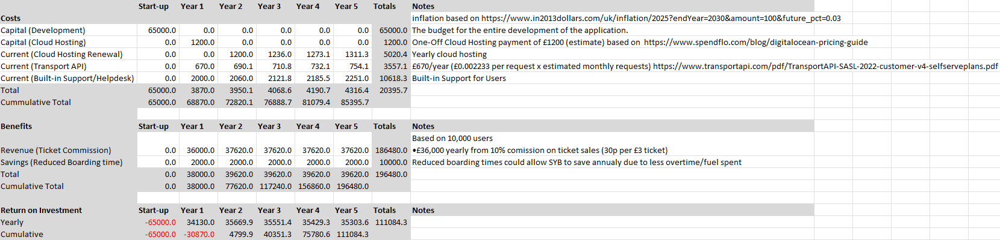 Start-up Year 1 Year 2 Year 3 Year 4 Year 5 Totals Notes
Costs inflation based on https://www.in2013dollars.com/uk/inflation/2025?endYear=2030&amount=100&future_pct=0.03
Capital (Development) 65000.0 0.0 0.0 0.0 0.0 0.0 65000.0 The budget for the entire development of the application.
Capital (Cloud Hosting) 0.0 1200.0 0.0 0.0 0.0 0.0 1200.0 One-Off Cloud Hosting payment of £1200 (estimate) based on https://www.spendflo.com/blog/digitalocean-pricing-guide
Current (Cloud Hosting Renewal) 0.0 0.0 1200.0 1236.0 1273.1 1311.3 5020.4 Yearly cloud hosting
Current (Transport API) 0.0 670.0 690.1 710.8 732.1 754.1 3557.1 £670/year (£0.002233 per request x estimated monthly requests) https://www.transportapi.com/pdf/TransportAPI-SASL-2022-customer-v4-selfserveplans.pdf
Current (Built-in Support/Helpdesk) 0.0 2000.0 2060.0 2121.8 2185.5 2251.0 10618.3 Built-in Support for Users
Total 65000.0 3870.0 3950.1 4068.6 4190.7 4316.4 20395.7
Cummulative Total 65000.0 68870.0 72820.1 76888.7 81079.4 85395.7
Benefits Start-up Year 1 Year 2 Year 3 Year 4 Year 5 Totals Notes
Based on 10,000 users
Revenue (Ticket Commission) 0.0 36000.0 37620.0 37620.0 37620.0 37620.0 186480.0 •£36,000 yearly from 10% comission on ticket sales (30p per £3 ticket)
Savings (Reduced Boarding time) 0.0 2000.0 2000.0 2000.0 2000.0 2000.0 10000.0 Reduced boarding times could allow SYB to save annualy due to less overtime/fuel spent
Total 0.0 38000.0 39620.0 39620.0 39620.0 39620.0 196480.0
Cumulative Total 0.0 38000.0 77620.0 117240.0 156860.0 196480.0
Return on Investment Start-up Year 1 Year 2 Year 3 Year 4 Year 5 Totals Notes
Yearly -65000.0 34130.0 35669.9 35551.4 35429.3 35303.6 111084.3
Cumulative -65000.0 -30870.0 4799.9 40351.3 75780.6 111084.3